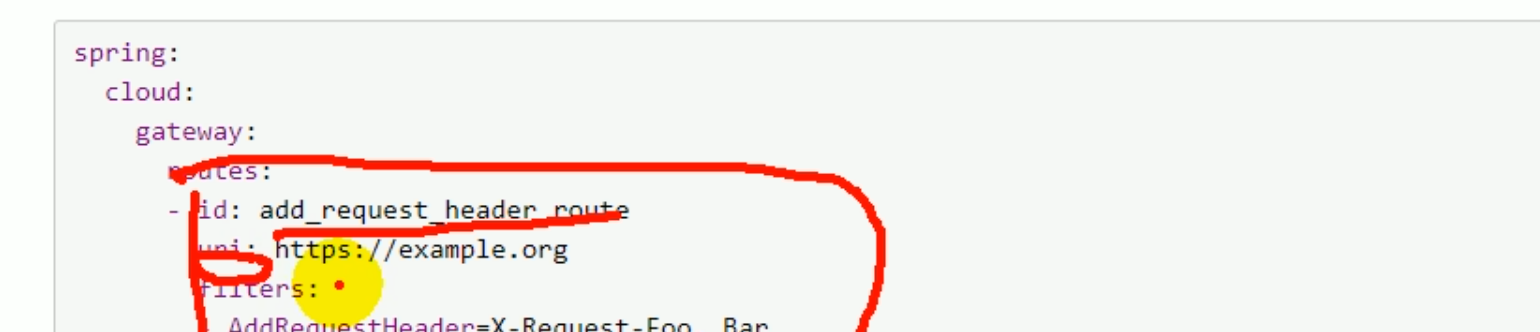 spring:
cloud:
gateway:
routes:
- id: add_request_header_route
uri: https://example.org
filters:
AddRequestHeader=X-Request-Foo, Bar